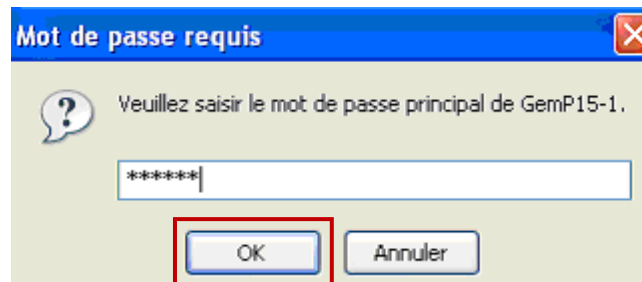 Mot de passe requis
Veuillez saisir le mot de passe principal de GemP15-1.
******
OK
Annuler